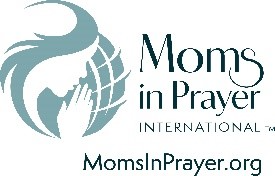 Moms
in Prayer
INTERNATIONAL™
MomsInPrayer.org